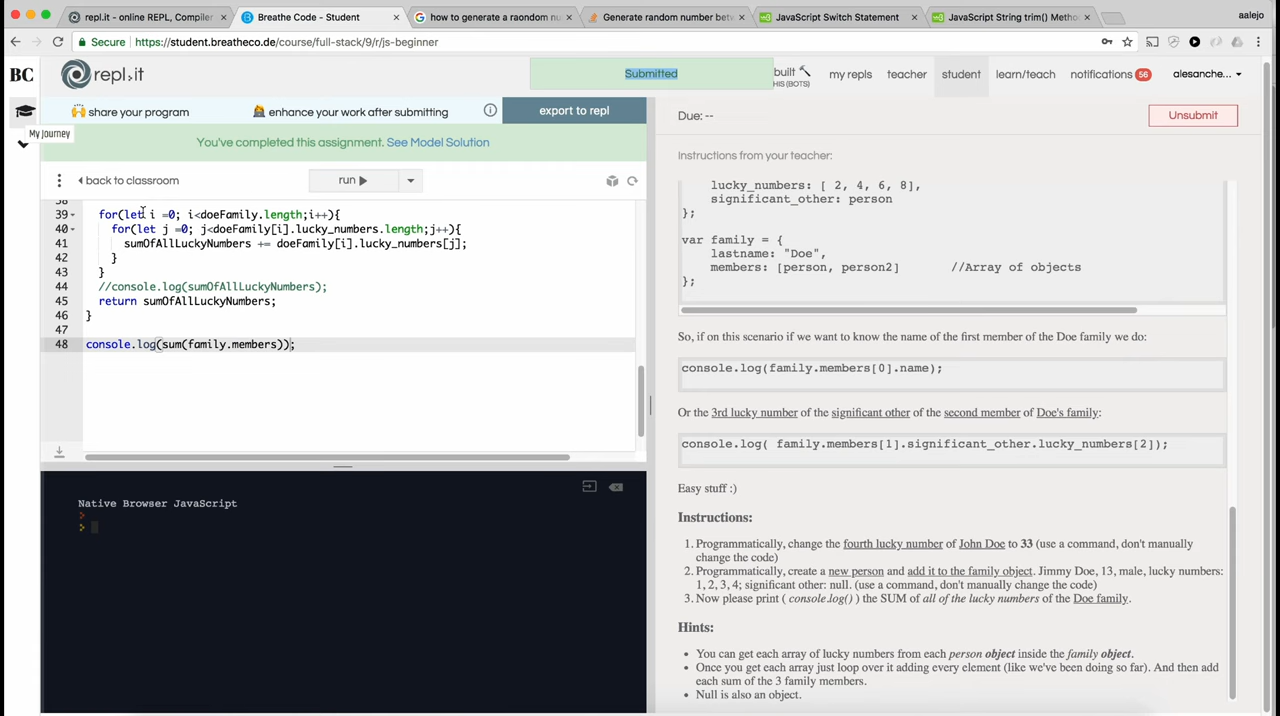 repl.it - online REPL, Compiler
Breathe Code - Student
how to generate a raondom nu
Generate random number betw
JavaScript Switch Statement
JavaScript String trim() Metho
aalejo
Secure https://student.breatheco.de/course/full-stack/9/r/js-beginner
BC
repl.it
Submitted
built
HIS (BOTS)
my repls
teacher
student
learn/teach
notifications 56
alesanche...
share your program
enhance your work after submitting
export to repl
My Journey
You've completed this assignment. See Model Solution
back to classroom
run
39 for(let i =0; i<doeFamily.length;i++){
40 for(let j =0; j<doeFamily[i].lucky_numbers.length;j++){
41 sumOfAllLuckyNumbers += doeFamily[i].lucky_numbers[j];
42 }
43 }
44 //console.log(sumOfAllLuckyNumbers);
45 return sumOfAllLuckyNumbers;
46 }
47
48 console.log(sum(family.members));
Native Browser JavaScript
>
>
Due: --
Unsubmit
Instructions from your teacher:
lucky_numbers: [ 2, 4, 6, 8],
significant_other: person
};
var family = {
lastname: "Doe",
members: [person, person2] //Array of objects
};
So, if on this scenario if we want to know the name of the first member of the Doe family we do:
console.log(family.members[0].name);
Or the 3rd lucky number of the significant other of the second member of Doe's family:
console.log( family.members[1].significant_other.lucky_numbers[2]);
Easy stuff :)
Instructions:
1. Programmatically, change the fourth lucky number of John Doe to 33 (use a command, don't manually
change the code)
2. Programmatically, create a new person and add it to the family object. Jimmy Doe, 13, male, lucky numbers:
1, 2, 3, 4; significant other: null. (use a command, don't manually change the code)
3. Now please print ( console.log() ) the SUM of all of the lucky numbers of the Doe family.
Hints:
• You can get each array of lucky numbers from each person object inside the family object.
• Once you get each array just loop over it adding every element (like we've been doing so far). And then add
each sum of the 3 family members.
• Null is also an object.